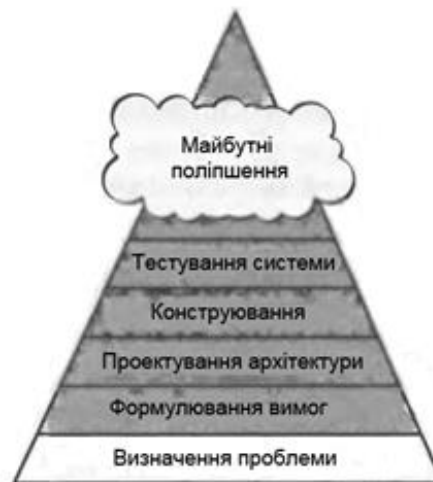 Майбутні
поліпшення
Тестування системи
Конструювання
Проектування архітектури
Формулювання вимог
Визначення проблеми